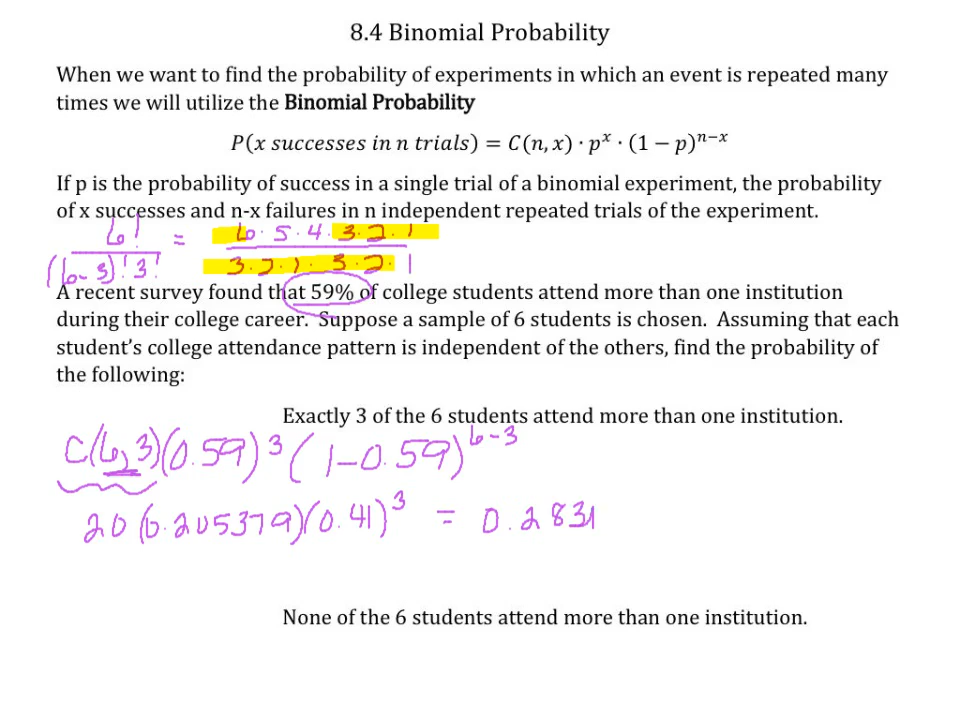 8.4 Binomial Probability
When we want to find the probability of experiments in which an event is repeated many
times we will utilize the Binomial Probability
P(x successes in n trials) = C(n, x) · pˣ · (1 − p)ⁿ⁻ˣ
If p is the probability of success in a single trial of a binomial experiment, the probability
of x successes and n-x failures in n independent repeated trials of the experiment.
6! = 6·5·4·3·2·1
(6-3)!3! 3·2·1·3·2·1
A recent survey found that 59% of college students attend more than one institution
during their college career. Suppose a sample of 6 students is chosen. Assuming that each
student’s college attendance pattern is independent of the others, find the probability of
the following:
Exactly 3 of the 6 students attend more than one institution.
C(6,3)(0.59)³(1-0.59)⁶⁻³
20(0.205379)(0.41)³ = 0.2831
None of the 6 students attend more than one institution.